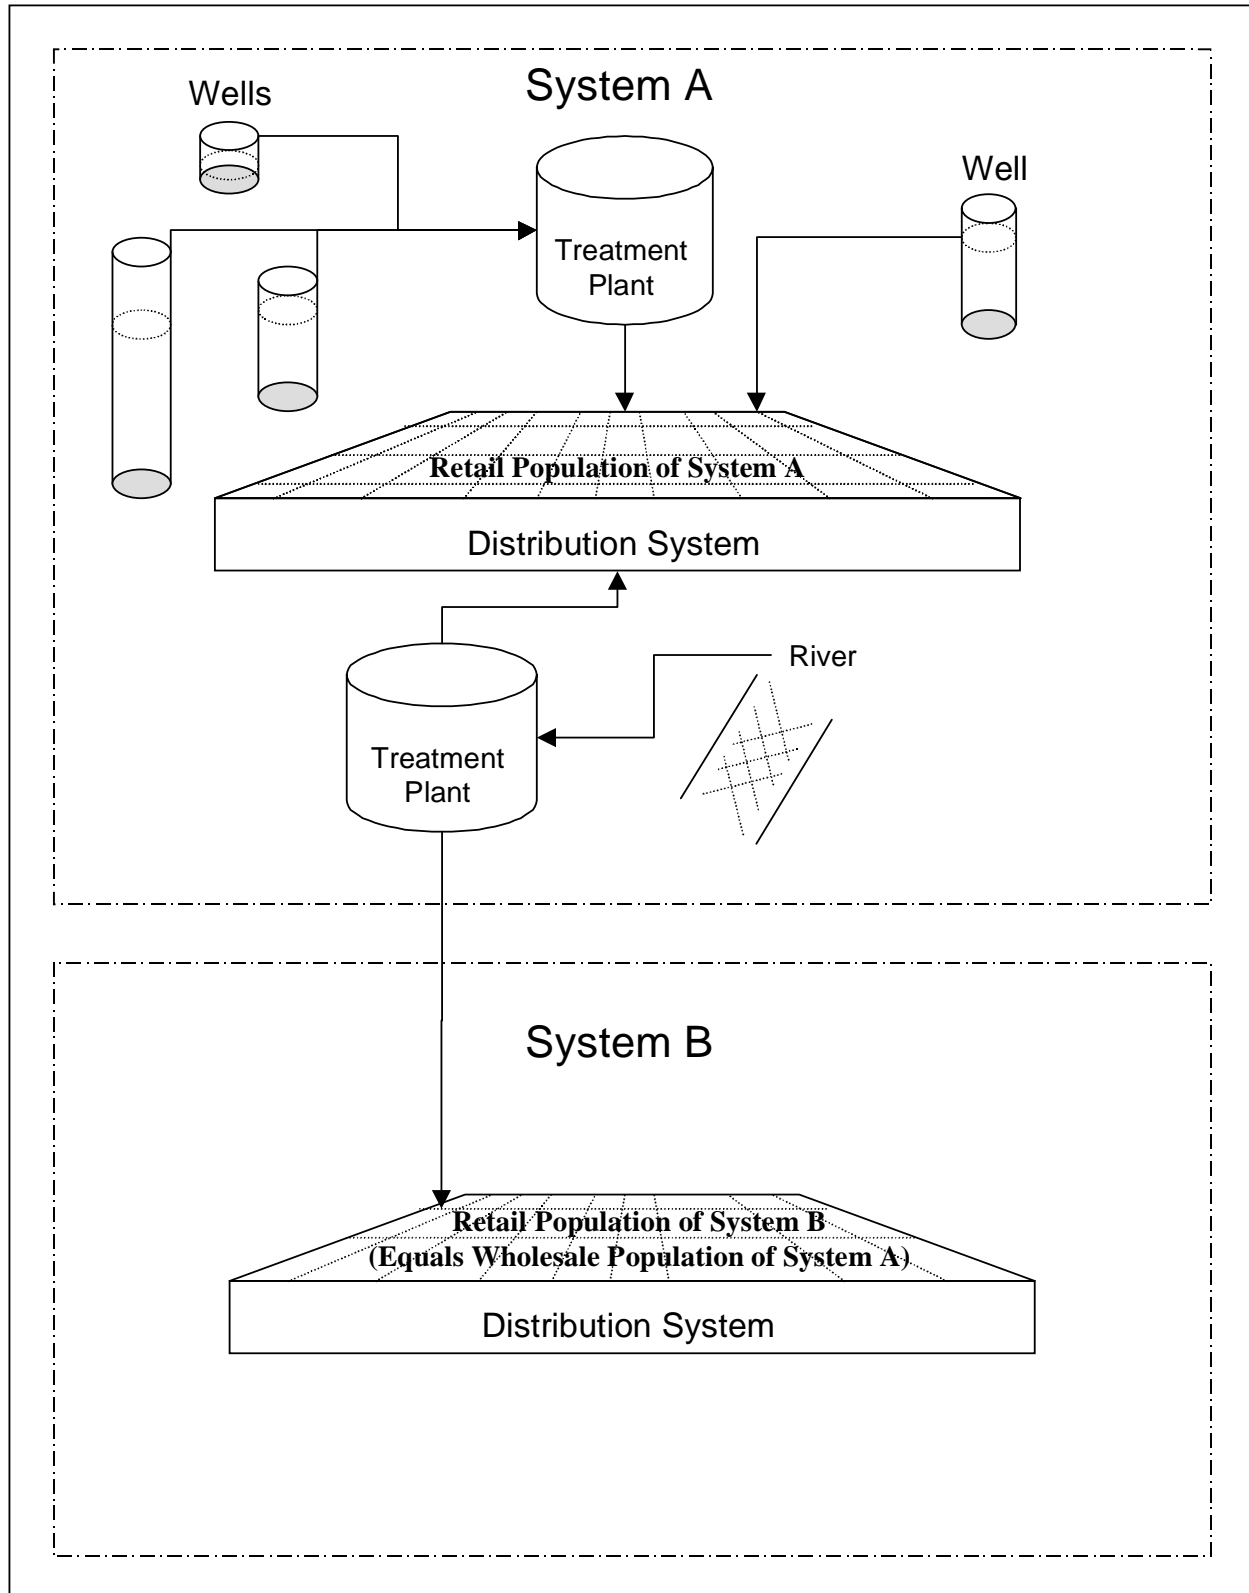 System A
Wells
Well
Treatment
Plant
Retail Population of System A
Distribution System
River
Treatment
Plant
System B
Retail Population of System B
(Equals Wholesale Population of System A)
Distribution System